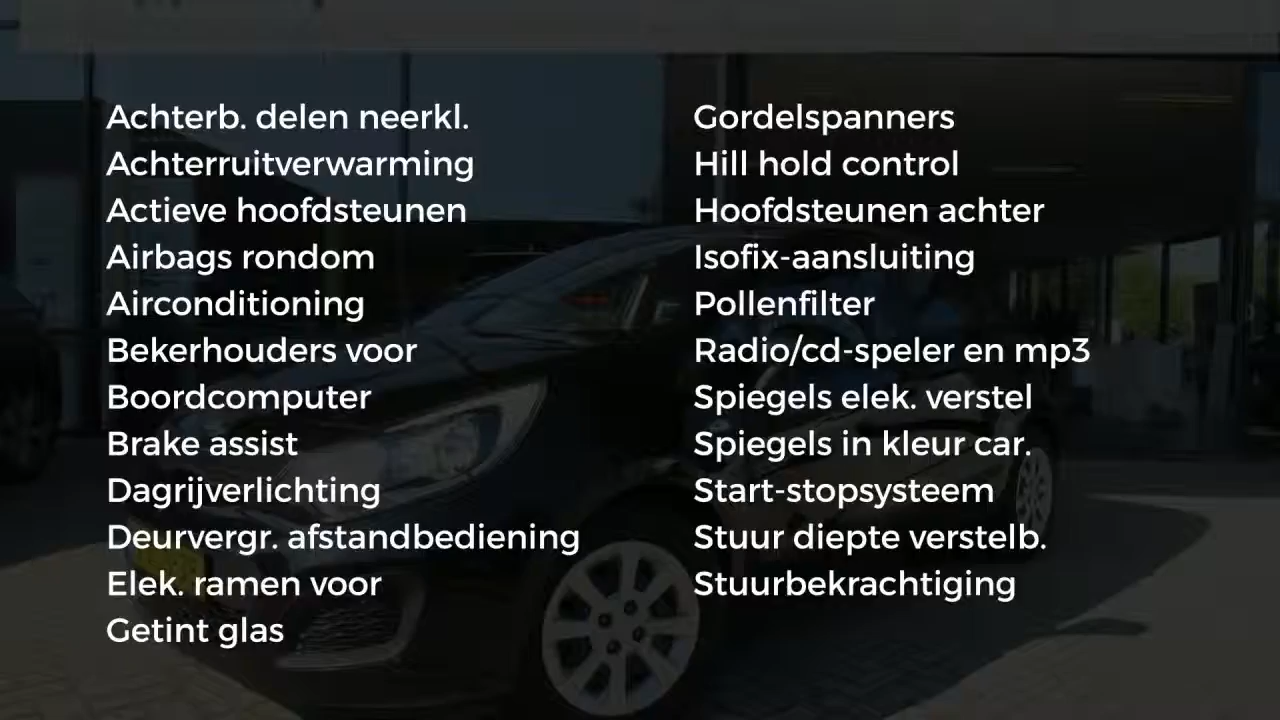 Achterb. delen neerkl.
Achterruitverwarming
Actieve hoofdsteunen
Airbags rondom
Airconditioning
Bekerhouders voor
Boordcomputer
Brake assist
Dagrijverlichting
Deurvergr. afstandbediening
Elek. ramen voor
Getint glas
Gordelspanners
Hill hold control
Hoofdsteunen achter
Isofix-aansluiting
Pollenfilter
Radio/cd-speler en mp3
Spiegels elek. verstel
Spiegels in kleur car.
Start-stopsysteem
Stuur diepte verstelb.
Stuurbekrachtiging